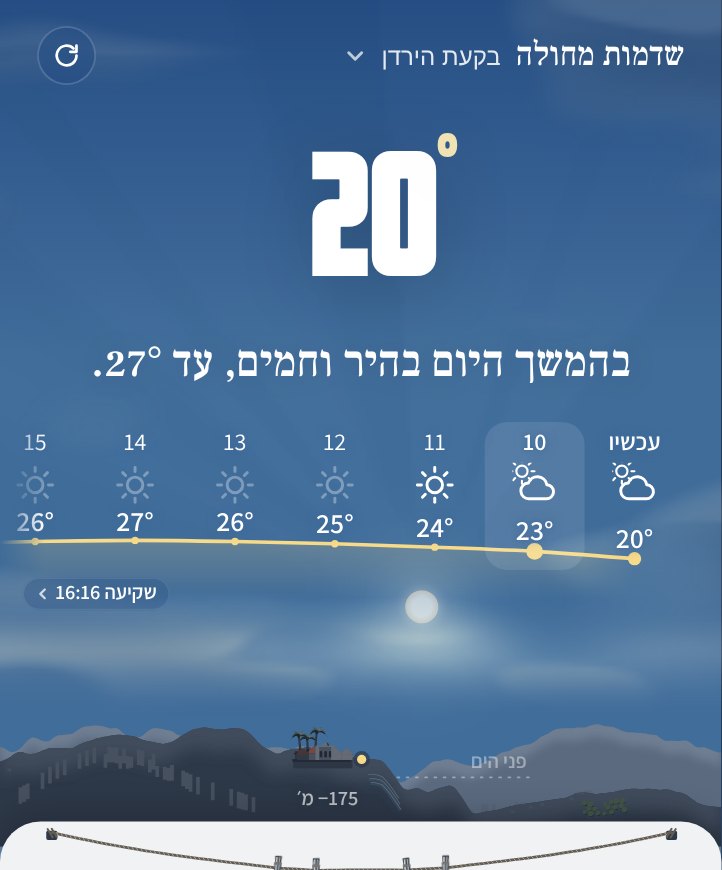 שדמות מחולה בקעת הירדן
20°
בהמשך היום בהיר וחמים, עד 27°.
עכשיו 10 11 12 13 14 15
20° 23° 24° 25° 26° 27° 26°
שקיעה 16:16
פני הים
−175 מ׳